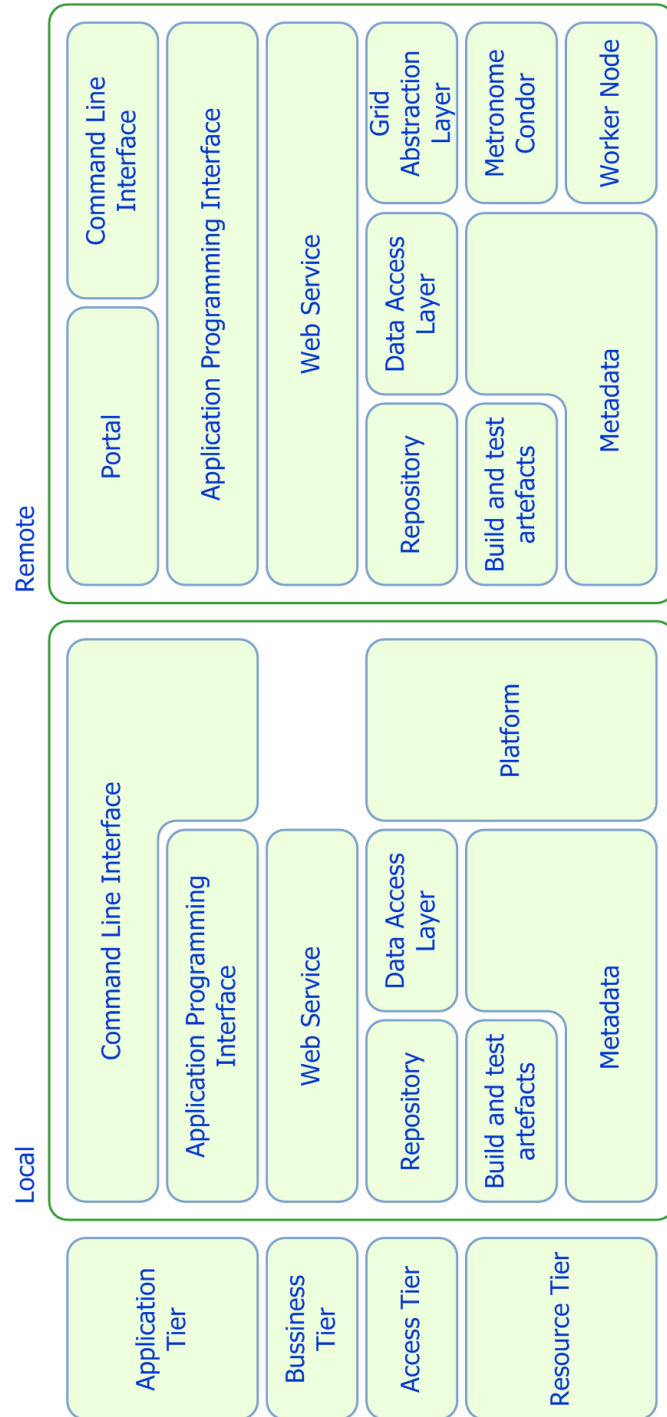 Local
Remote
Application
Tier
Command Line Interface
Portal
Command Line
Interface
Application Programming
Interface
Application Programming Interface
Bussiness
Tier
Web Service
Web Service
Access Tier
Repository
Data Access
Layer
Platform
Repository
Data Access
Layer
Grid
Abstraction
Layer
Resource Tier
Build and test
artefacts
Metadata
Build and test
artefacts
Metadata
Metronome
Condor
Worker Node